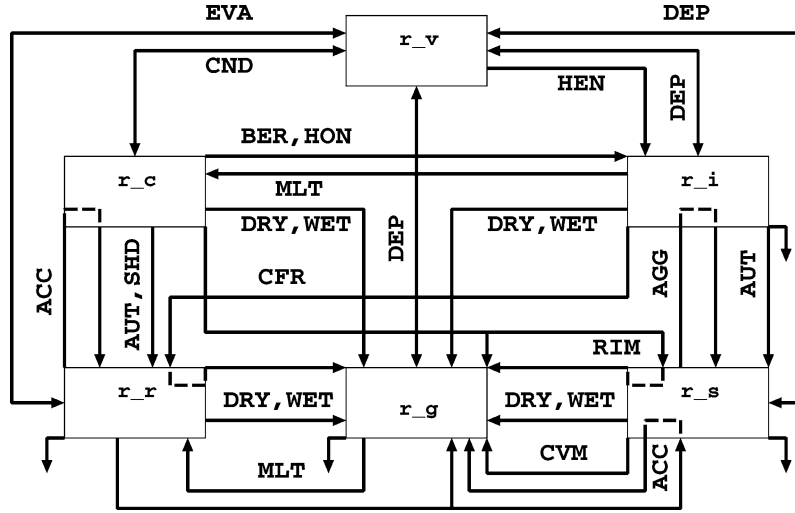 EVA
DEP
r_v
CND
HEN
DEP
BER,HON
r_c
MLT
r_i
DRY,WET
DRY,WET
DEP
ACC
AUT,SHD
CFR
AGG
AUT
RIM
r_r
DRY,WET
r_g
DRY,WET
r_s
MLT
CVM
ACC